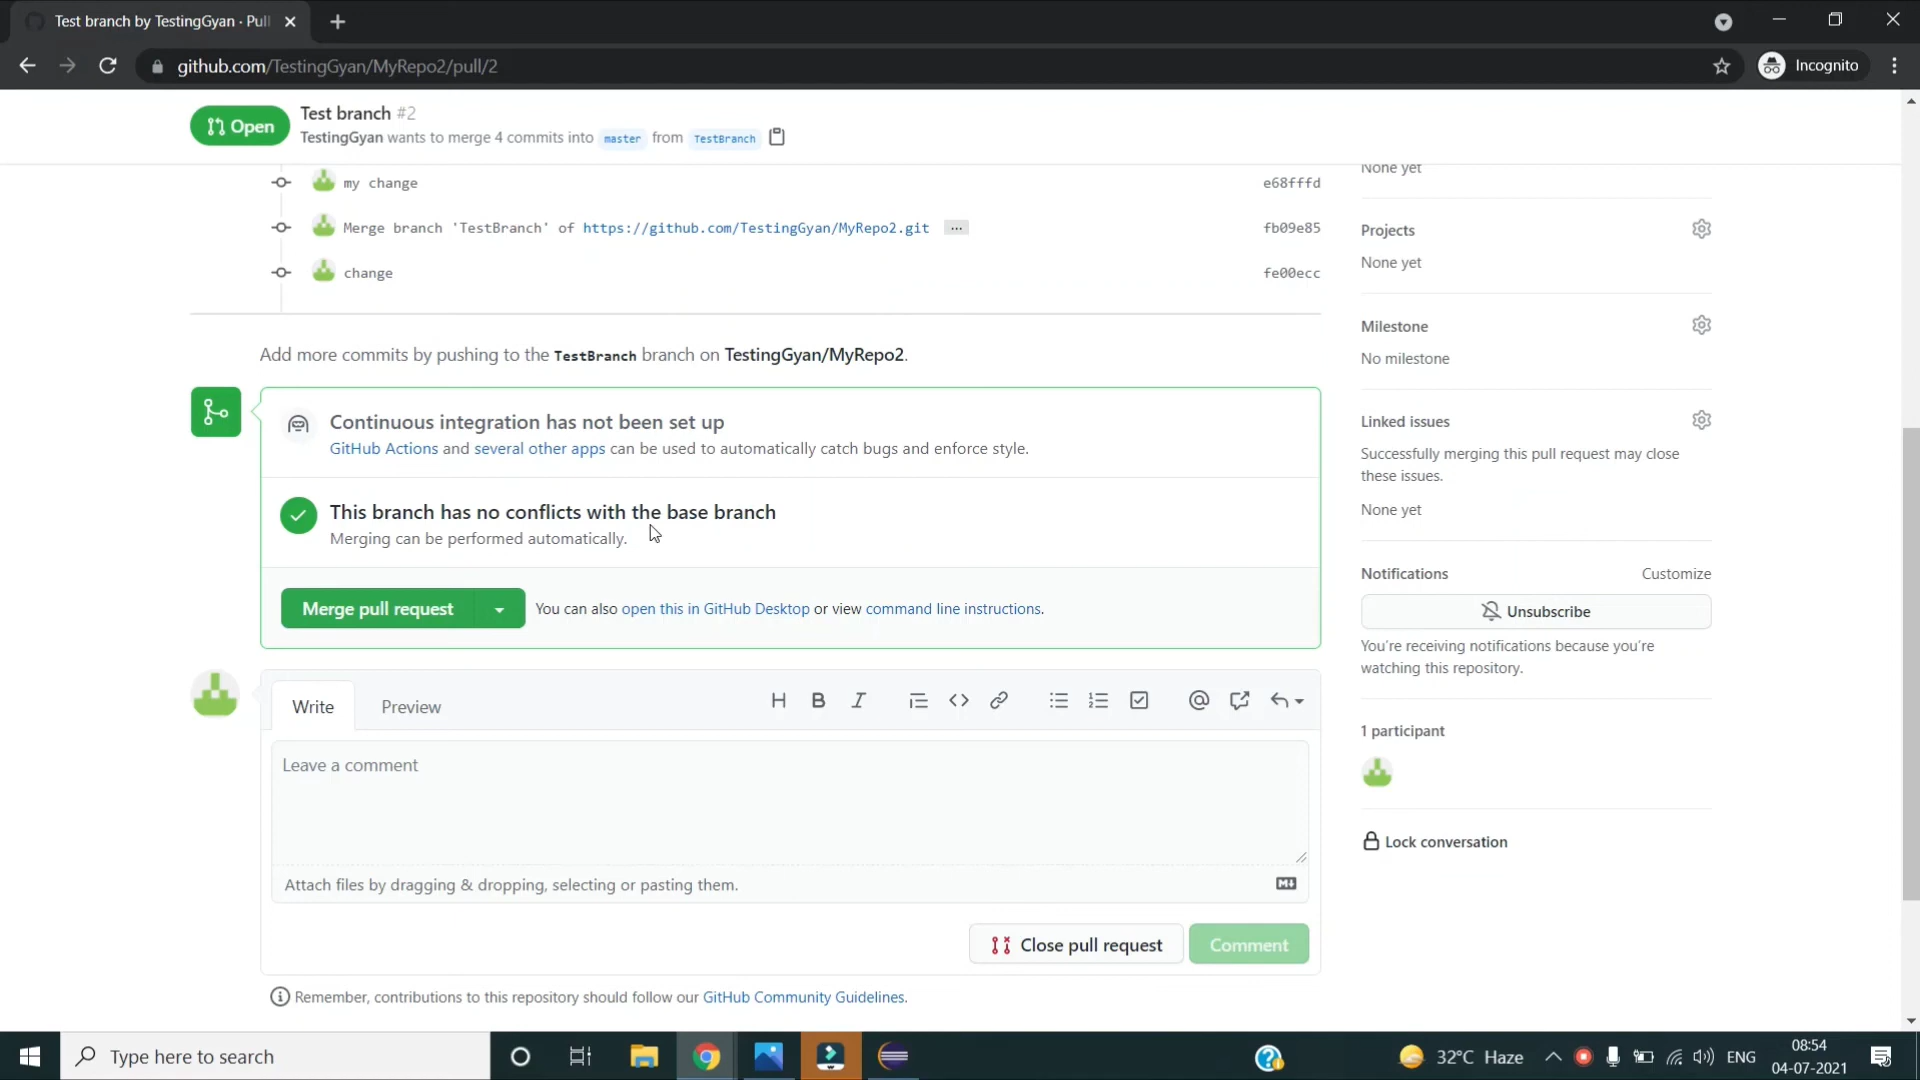 Test branch by TestingGyan · Pull
github.com/TestingGyan/MyRepo2/pull/2
Incognito
Open
Test branch #2
TestingGyan wants to merge 4 commits into master from TestBranch
None yet
my change e68fffd
Merge branch 'TestBranch' of https://github.com/TestingGyan/MyRepo2.git ... fb09e85
change fe00ecc
Add more commits by pushing to the TestBranch branch on TestingGyan/MyRepo2.
Continuous integration has not been set up
GitHub Actions and several other apps can be used to automatically catch bugs and enforce style.
This branch has no conflicts with the base branch
Merging can be performed automatically.
Merge pull request
You can also open this in GitHub Desktop or view command line instructions.
Write
Preview
Leave a comment
Attach files by dragging & dropping, selecting or pasting them.
Close pull request
Comment
Remember, contributions to this repository should follow our GitHub Community Guidelines.
Projects
None yet
Milestone
No milestone
Linked issues
Successfully merging this pull request may close
these issues.
None yet
Notifications
Customize
Unsubscribe
You're receiving notifications because you're
watching this repository.
1 participant
Lock conversation
Type here to search
32°C Haze
ENG
08:54
04-07-2021